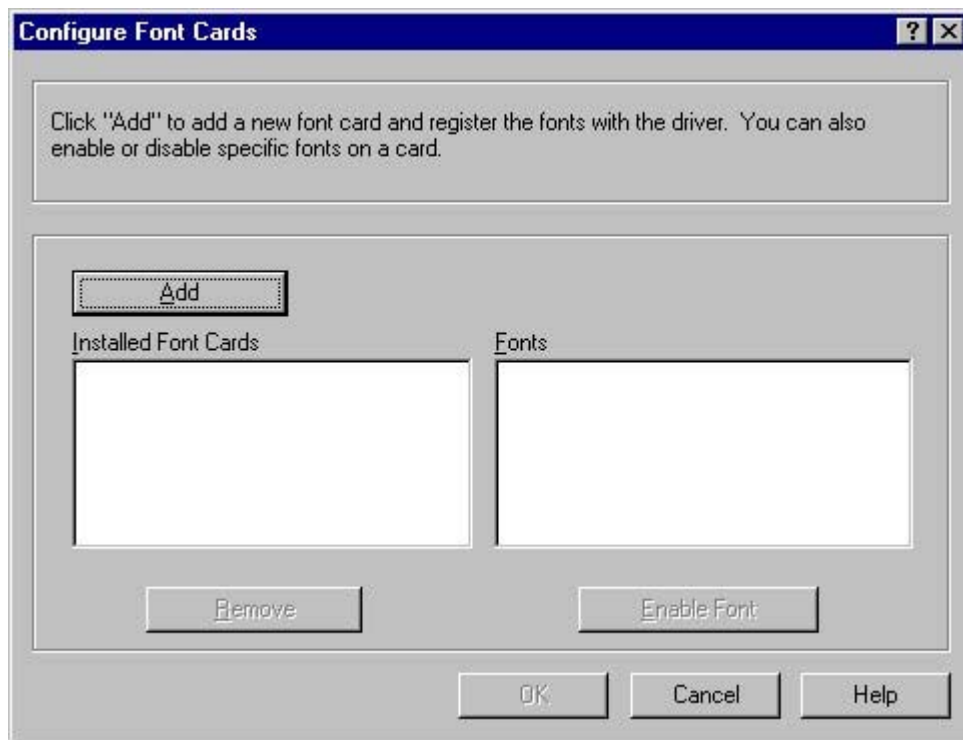 Configure Font Cards
Click "Add" to add a new font card and register the fonts with the driver. You can also
enable or disable specific fonts on a card.
Add
Installed Font Cards
Fonts
Remove
Enable Font
OK
Cancel
Help